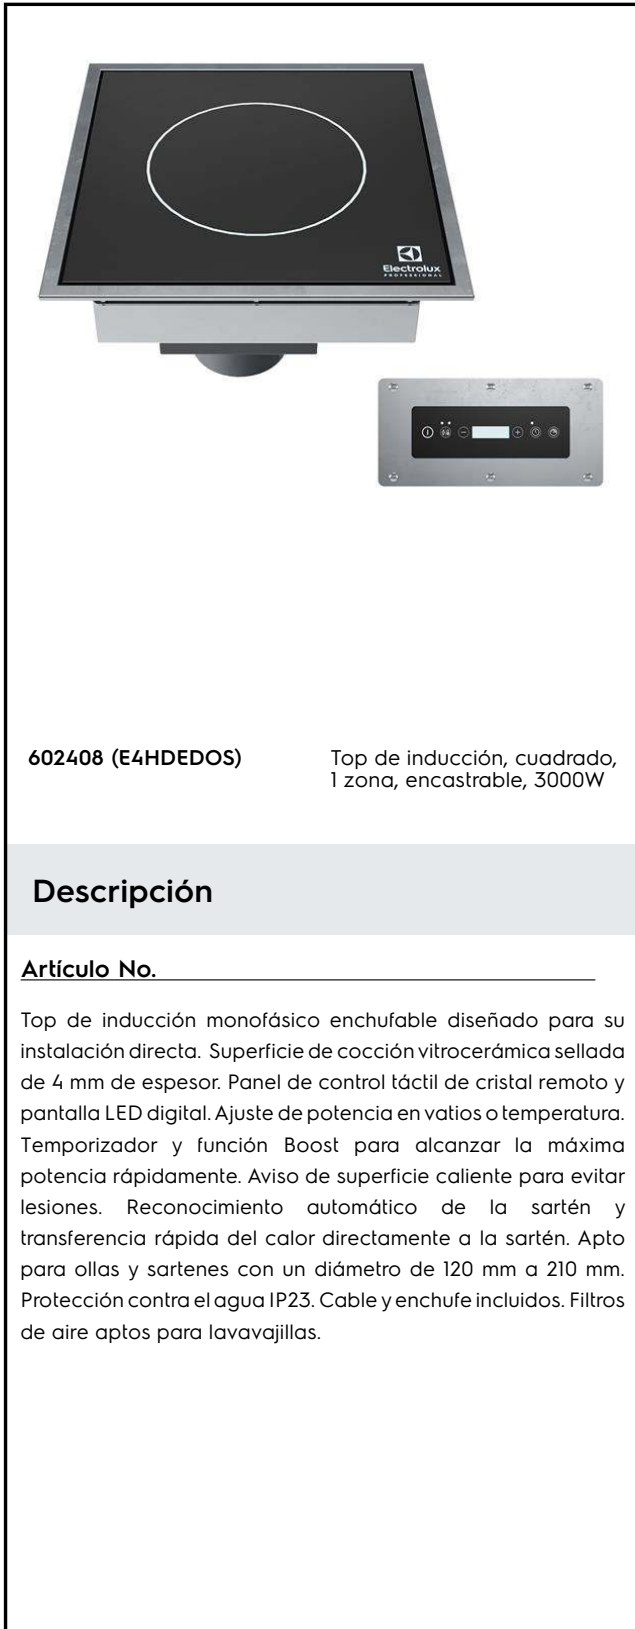 Electrolux
PROFESSIONAL
602408 (E4HDEDOS)
Top de inducción, cuadrado,
1 zona, encastrable, 3000W
Descripción
Artículo No.
Top de inducción monofásico enchufable diseñado para su
instalación directa. Superficie de cocción vitrocerámica sellada
de 4 mm de espesor. Panel de control táctil de cristal remoto y
pantalla LED digital. Ajuste de potencia en vatios o temperatura.
Temporizador y función Boost para alcanzar la máxima
potencia rápidamente. Aviso de superficie caliente para evitar
lesiones. Reconocimiento automático de la sartén y
transferencia rápida del calor directamente a la sartén. Apto
para ollas y sartenes con un diámetro de 120 mm a 210 mm.
Protección contra el agua IP23. Cable y enchufe incluidos. Filtros
de aire aptos para lavavajillas.